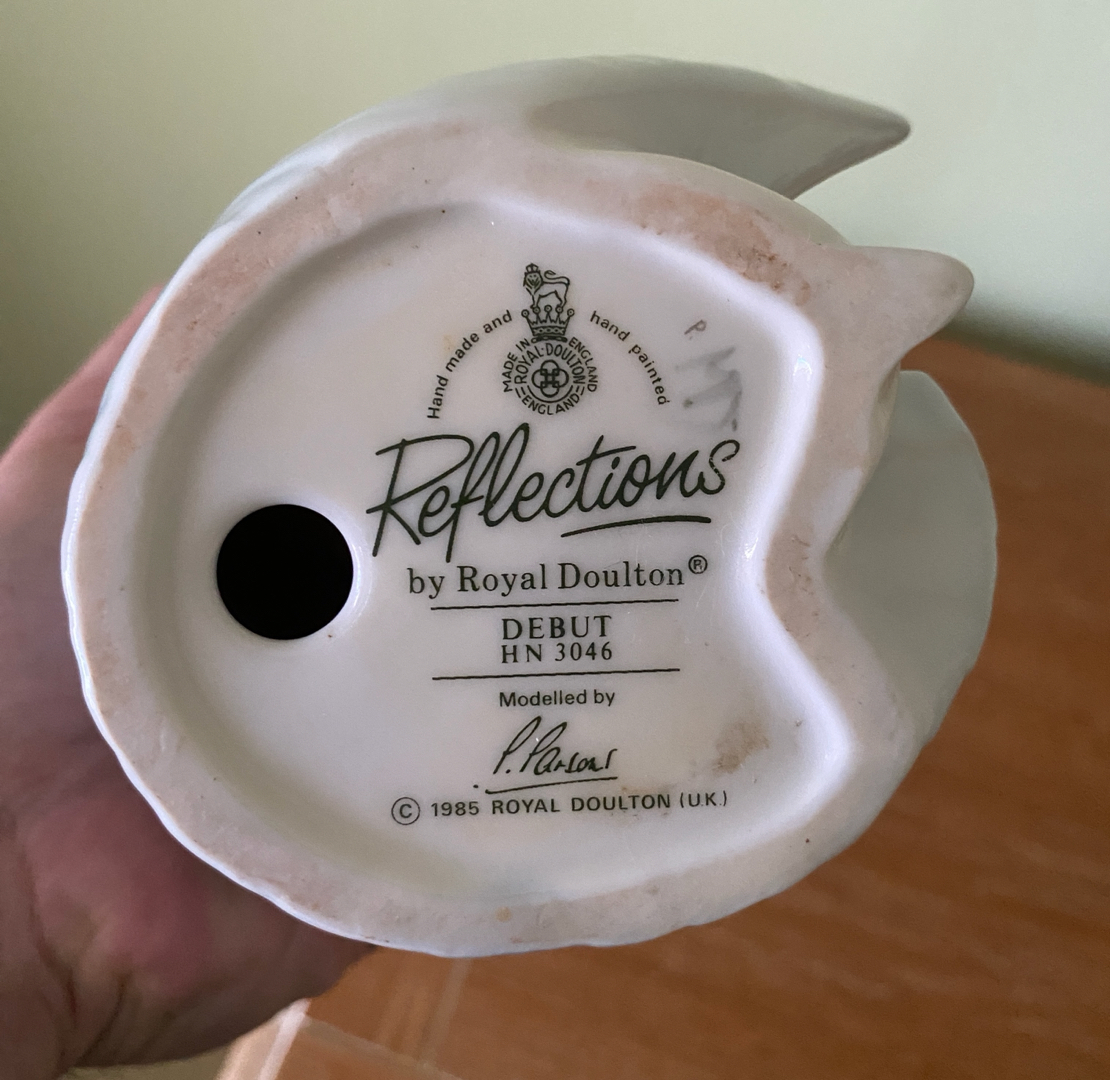 Hand made and hand painted
MADE IN ENGLAND
ROYAL·DOULTON
ENGLAND
Reflections
by Royal Doulton®
DEBUT
HN 3046
Modelled by
P. Parsons
© 1985 ROYAL DOULTON (U.K.)